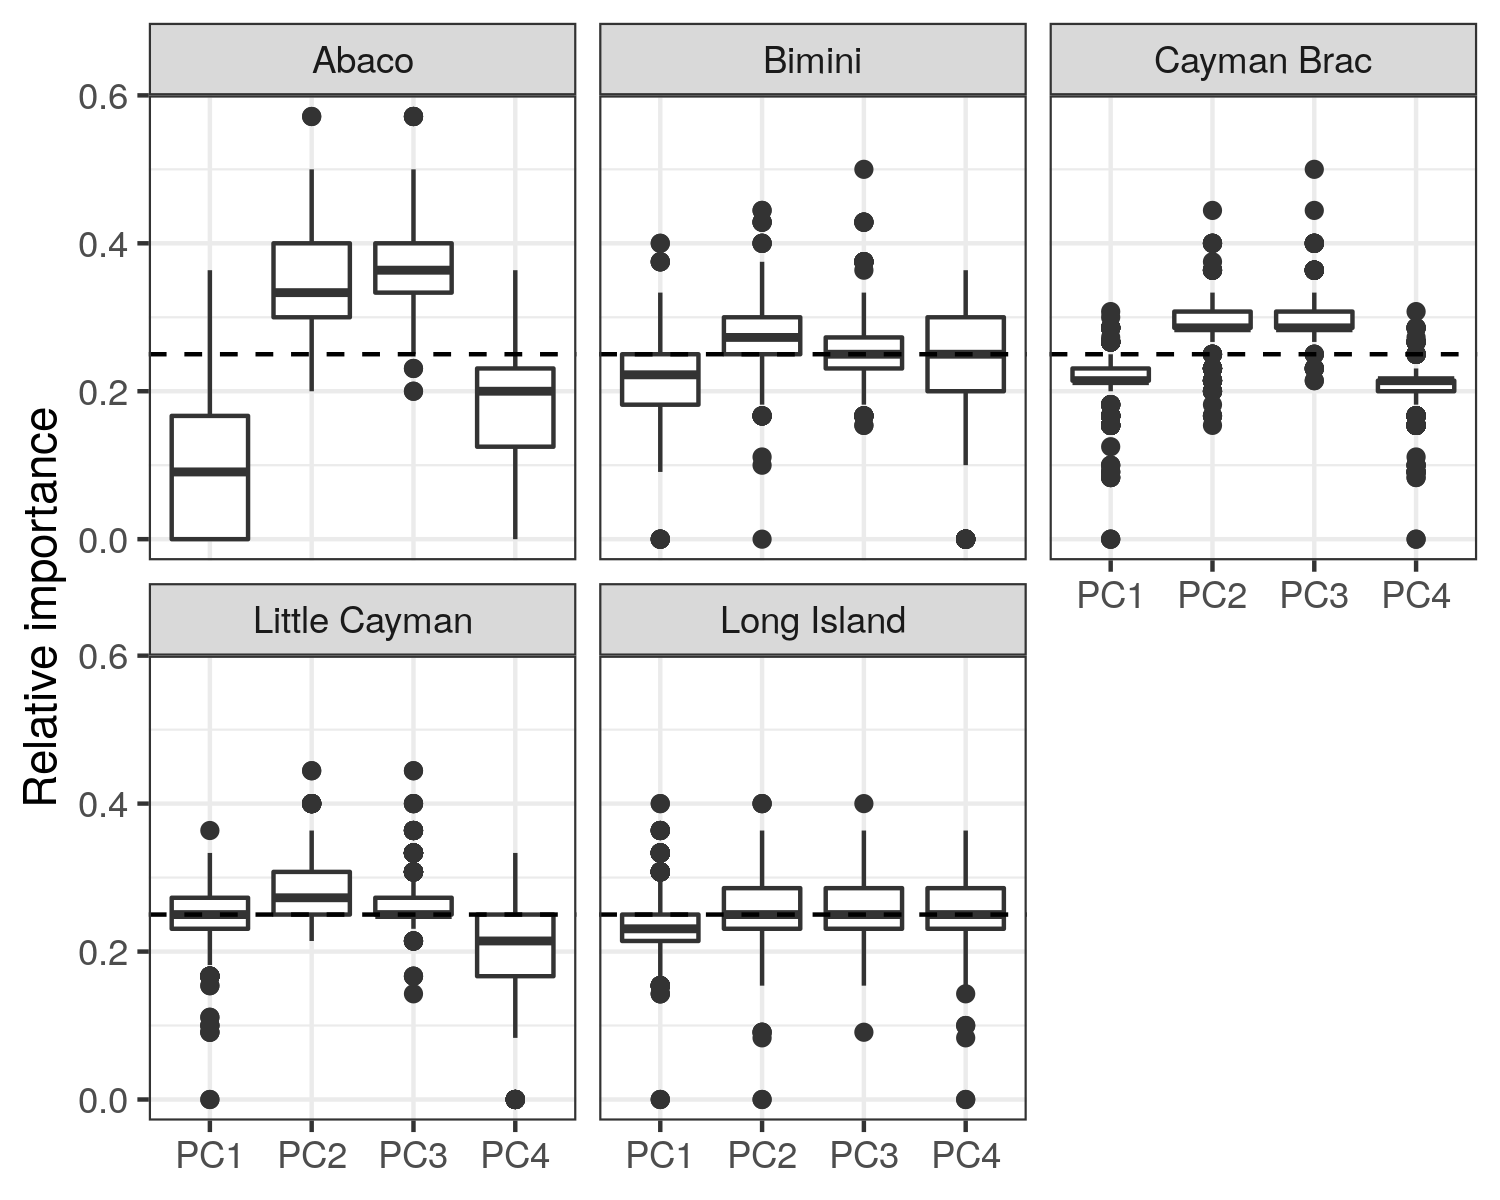 Abaco
Bimini
Cayman Brac
0.6
0.4
0.2
0.0
PC1 PC2 PC3 PC4
Relative importance
Little Cayman
Long Island
0.6
0.4
0.2
0.0
PC1 PC2 PC3 PC4
PC1 PC2 PC3 PC4